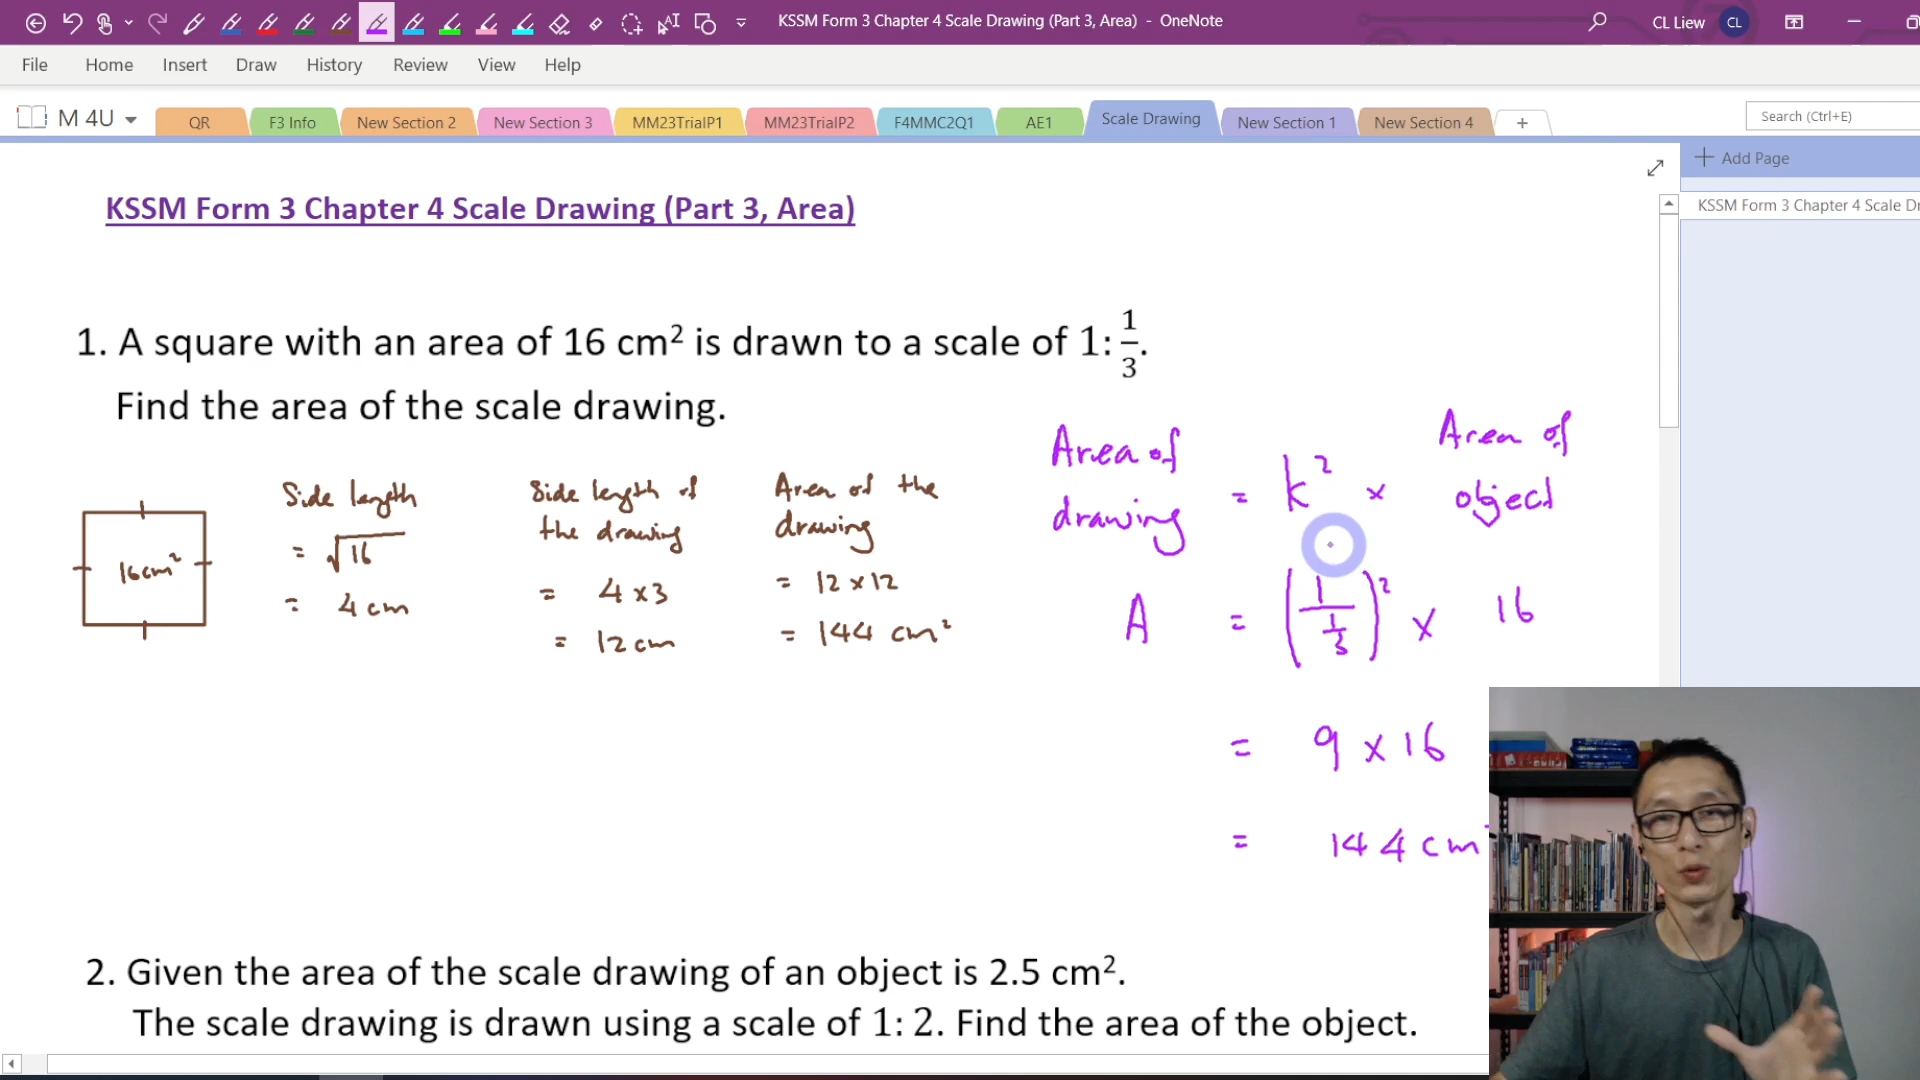 KSSM Form 3 Chapter 4 Scale Drawing (Part 3, Area) - OneNote
CL Liew CL
File Home Insert Draw History Review View Help
M 4U QR F3 Info New Section 2 New Section 3 MM23TrialP1 MM23TrialP2 F4MMC2Q1 AE1 Scale Drawing New Section 1 New Section 4 + Search (Ctrl+E)
Add Page
KSSM Form 3 Chapter 4 Scale Dr
KSSM Form 3 Chapter 4 Scale Drawing (Part 3, Area)
1. A square with an area of 16 cm² is drawn to a scale of 1: 1/3.
Find the area of the scale drawing.
16cm²
Side length
= √16
= 4 cm
Side length of
the drawing
= 4 x 3
= 12 cm
Area of the
drawing
= 12 x 12
= 144 cm²
Area of drawing = k² x Area of object
A = (1/(1/3))² x 16
= 9 x 16
= 144 cm
2. Given the area of the scale drawing of an object is 2.5 cm².
The scale drawing is drawn using a scale of 1: 2. Find the area of the object.